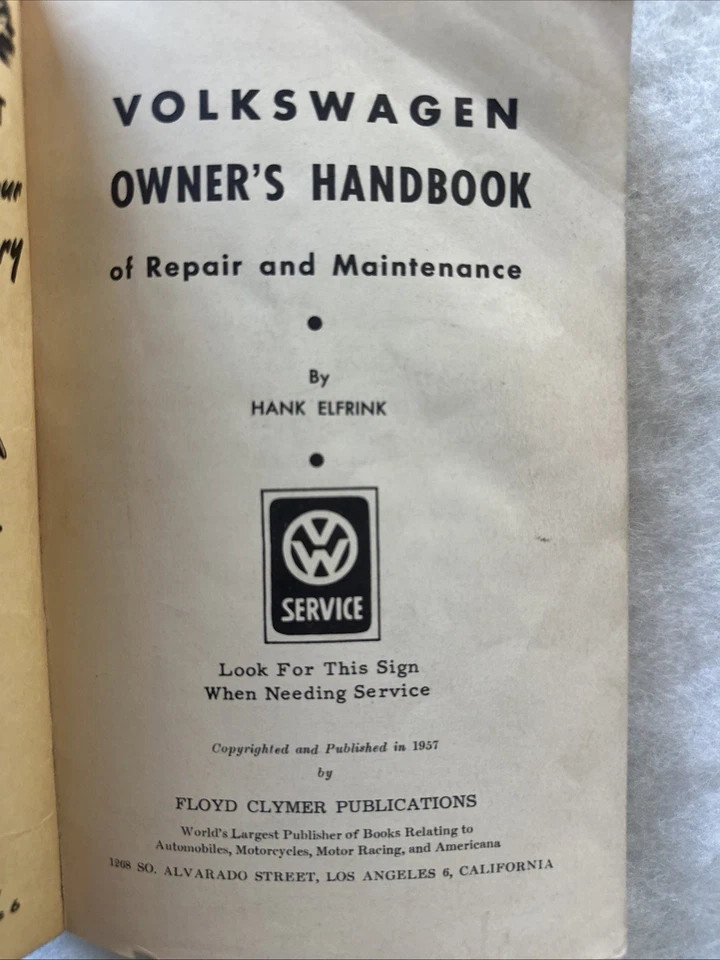 VOLKSWAGEN
OWNER'S HANDBOOK
of Repair and Maintenance
By
HANK ELFRINK
VW
SERVICE
Look For This Sign
When Needing Service
Copyrighted and Published in 1957
by
FLOYD CLYMER PUBLICATIONS
World's Largest Publisher of Books Relating to
Automobiles, Motorcycles, Motor Racing, and Americana
1268 SO. ALVARADO STREET, LOS ANGELES 6, CALIFORNIA